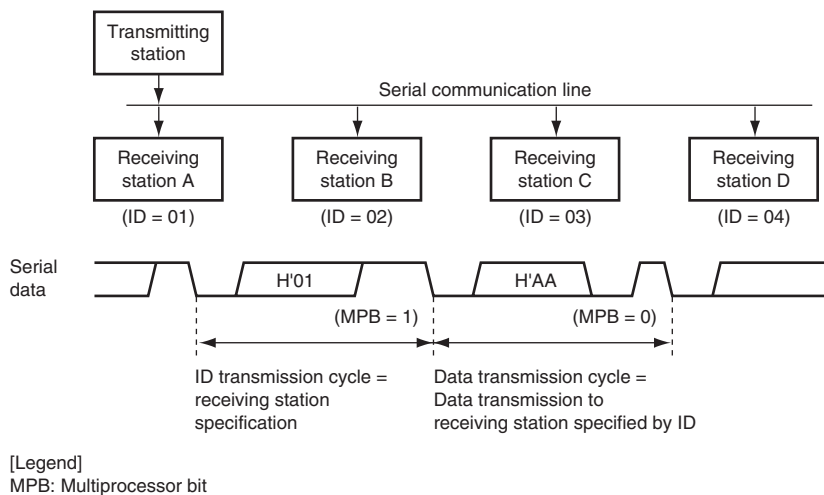 Transmitting
station
Serial communication line
Receiving
station A
Receiving
station B
Receiving
station C
Receiving
station D
(ID = 01)
(ID = 02)
(ID = 03)
(ID = 04)
Serial
data
H'01
H'AA
(MPB = 1)
(MPB = 0)
ID transmission cycle =
receiving station
specification
Data transmission cycle =
Data transmission to
receiving station specified by ID
[Legend]
MPB: Multiprocessor bit